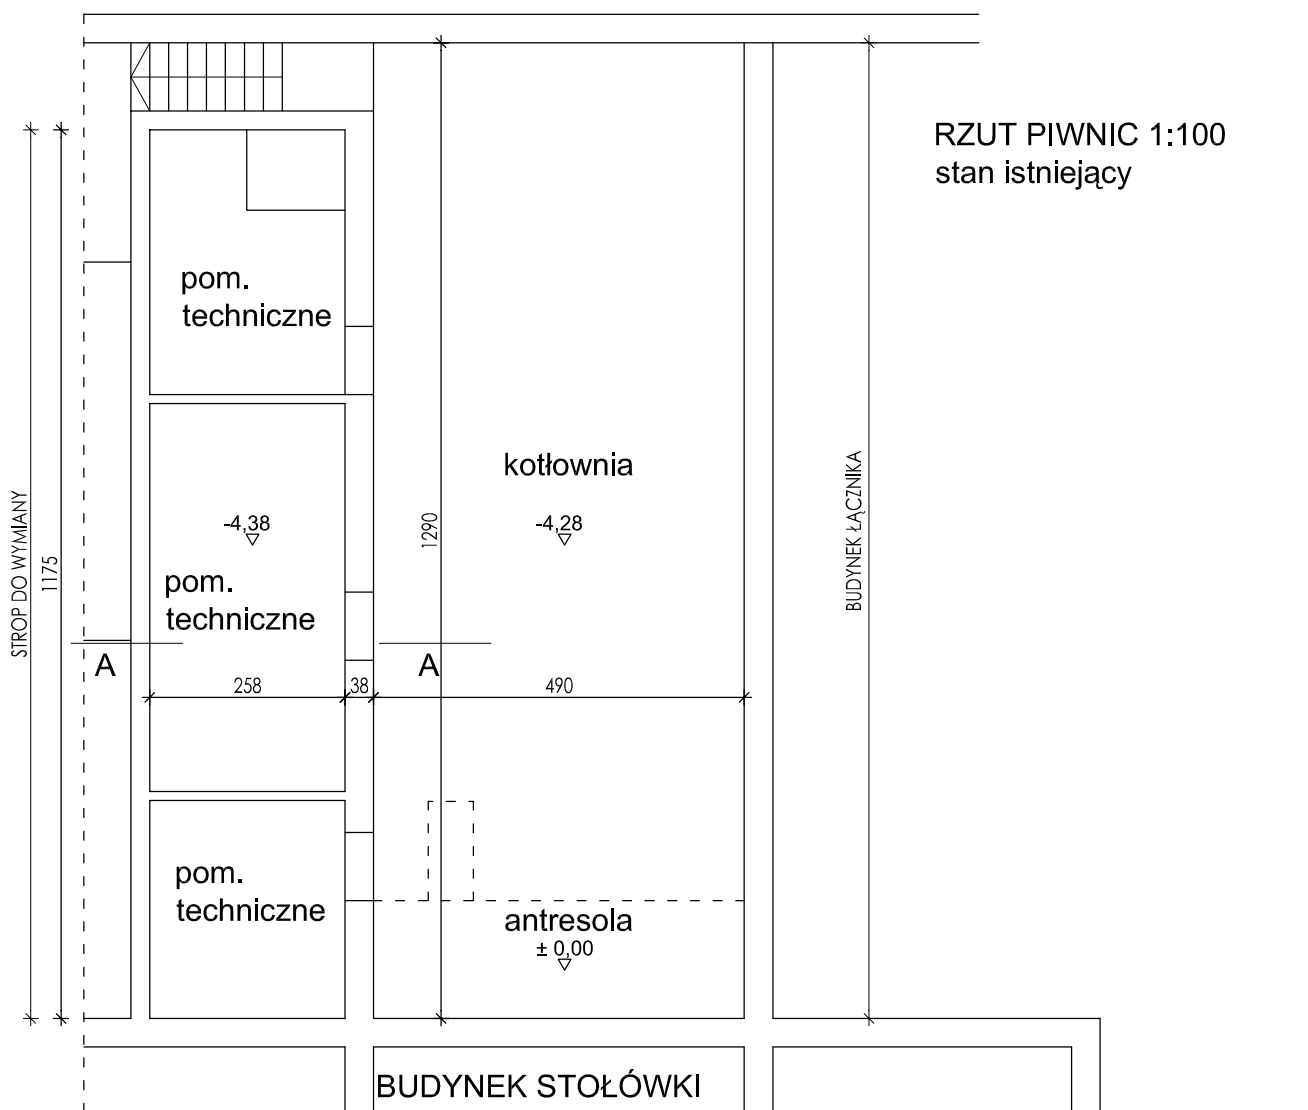 RZUT PIWNIC 1:100
stan istniejący
pom.
techniczne
kotłownia
-4,38
-4,28
1290
BUDYNEK ŁĄCZNIKA
STROP DO WYMIANY
1175
pom.
techniczne
A
A
258
38
490
pom.
techniczne
antresola
± 0,00
BUDYNEK STOŁÓWKI